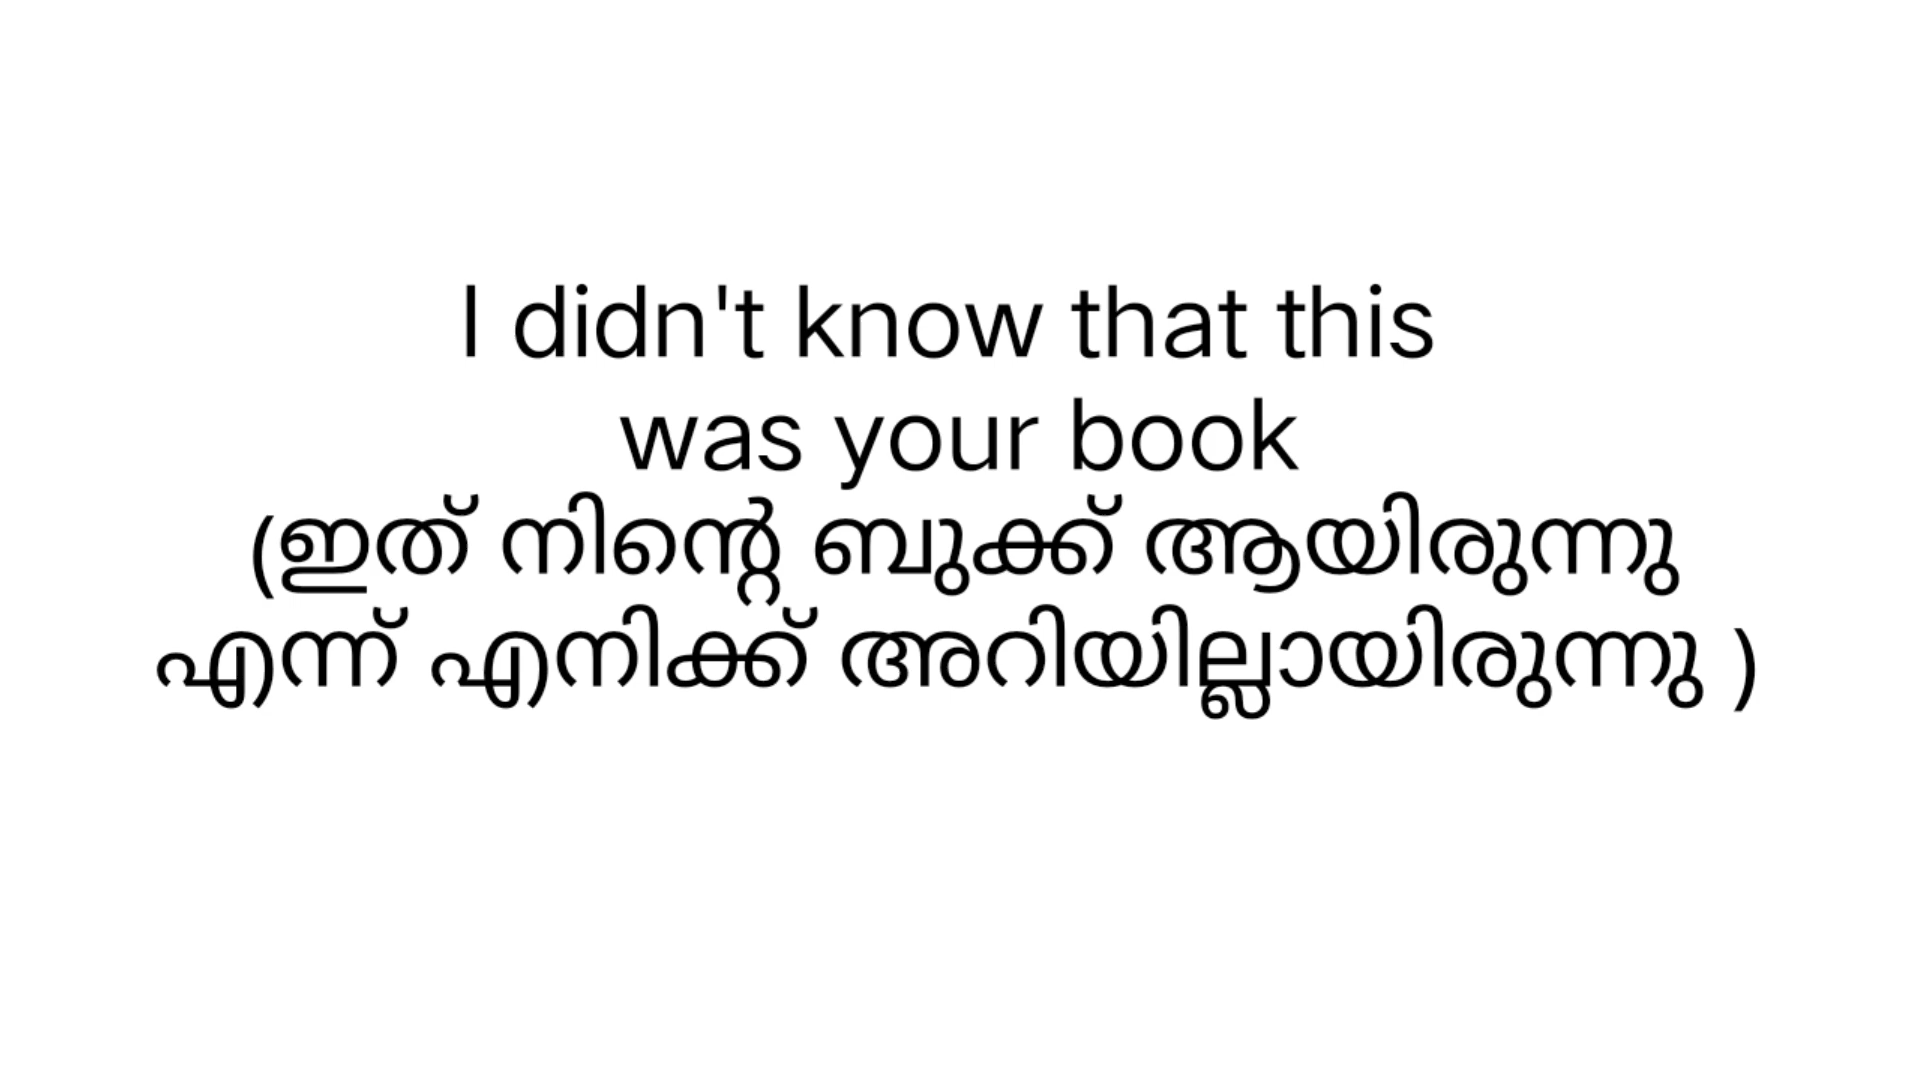 I didn't know that this
was your book
(ഇത് നിന്റെ ബുക്ക് ആയിരുന്നു
എന്ന് എനിക്ക് അറിയില്ലായിരുന്നു )